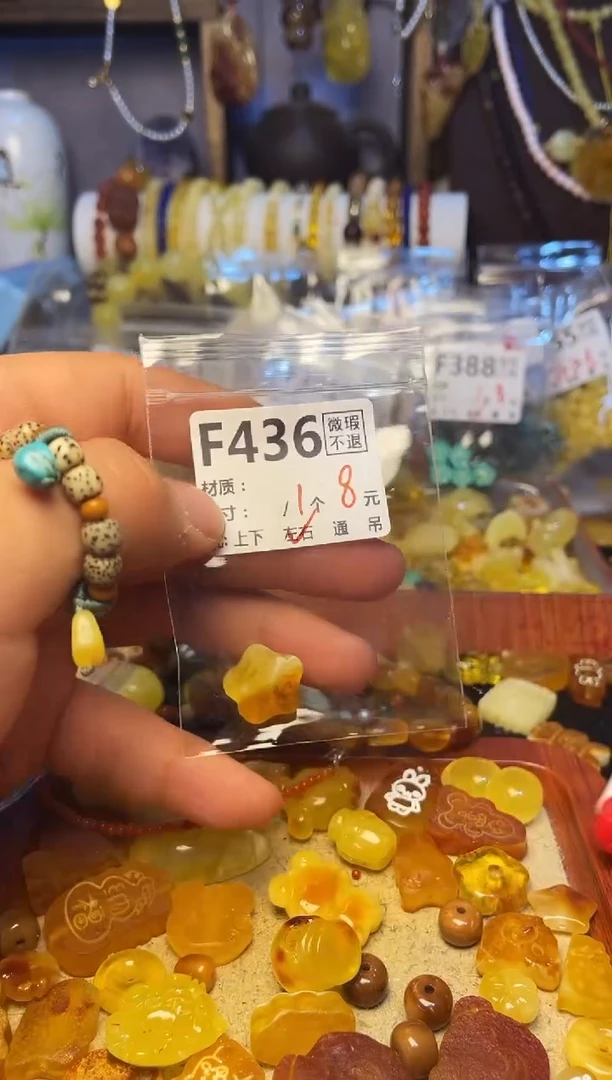 F436 微瑕
不退
材质：
寸： / 1个 8元
上下 左右 通 吊
F388